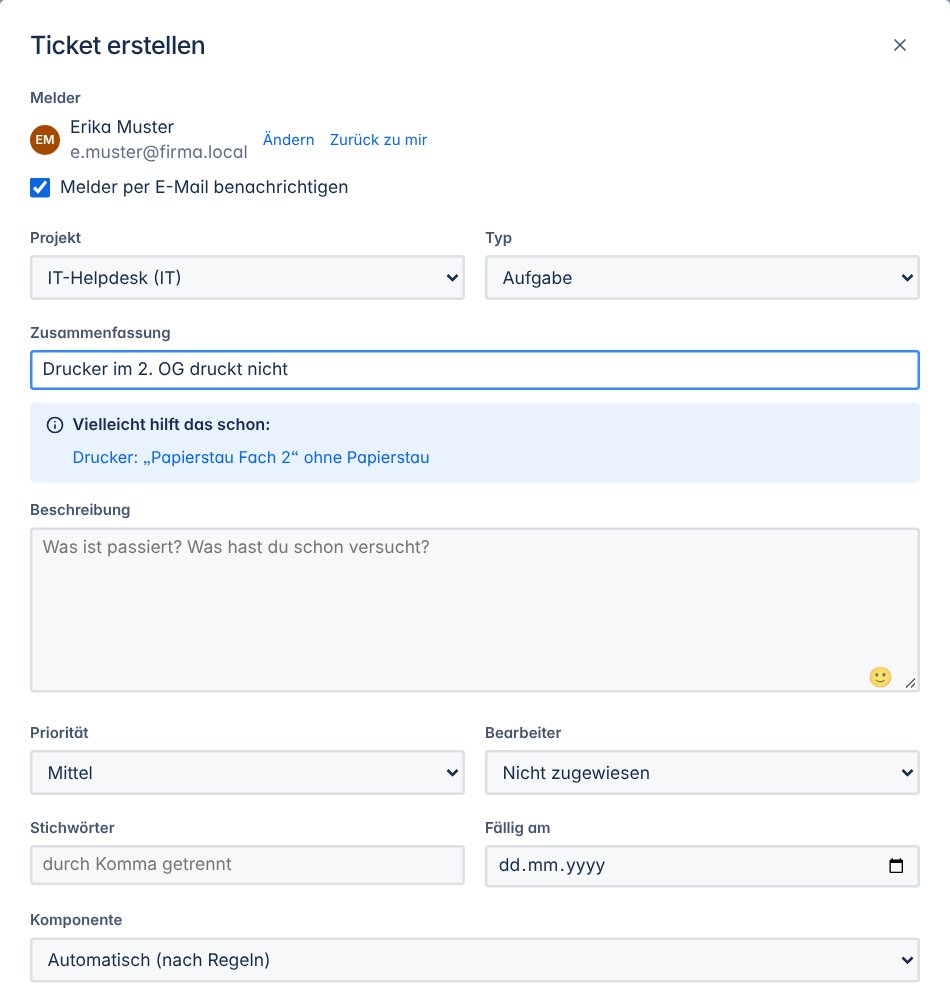 Ticket erstellen
Melder
EM
Erika Muster
e.muster@firma.local
Ändern Zurück zu mir
Melder per E-Mail benachrichtigen
Projekt
Typ
IT-Helpdesk (IT)
Aufgabe
Zusammenfassung
Drucker im 2. OG druckt nicht
Vielleicht hilft das schon:
Drucker: „Papierstau Fach 2“ ohne Papierstau
Beschreibung
Was ist passiert? Was hast du schon versucht?
Priorität
Bearbeiter
Mittel
Nicht zugewiesen
Stichwörter
Fällig am
durch Komma getrennt
dd.mm.yyyy
Komponente
Automatisch (nach Regeln)